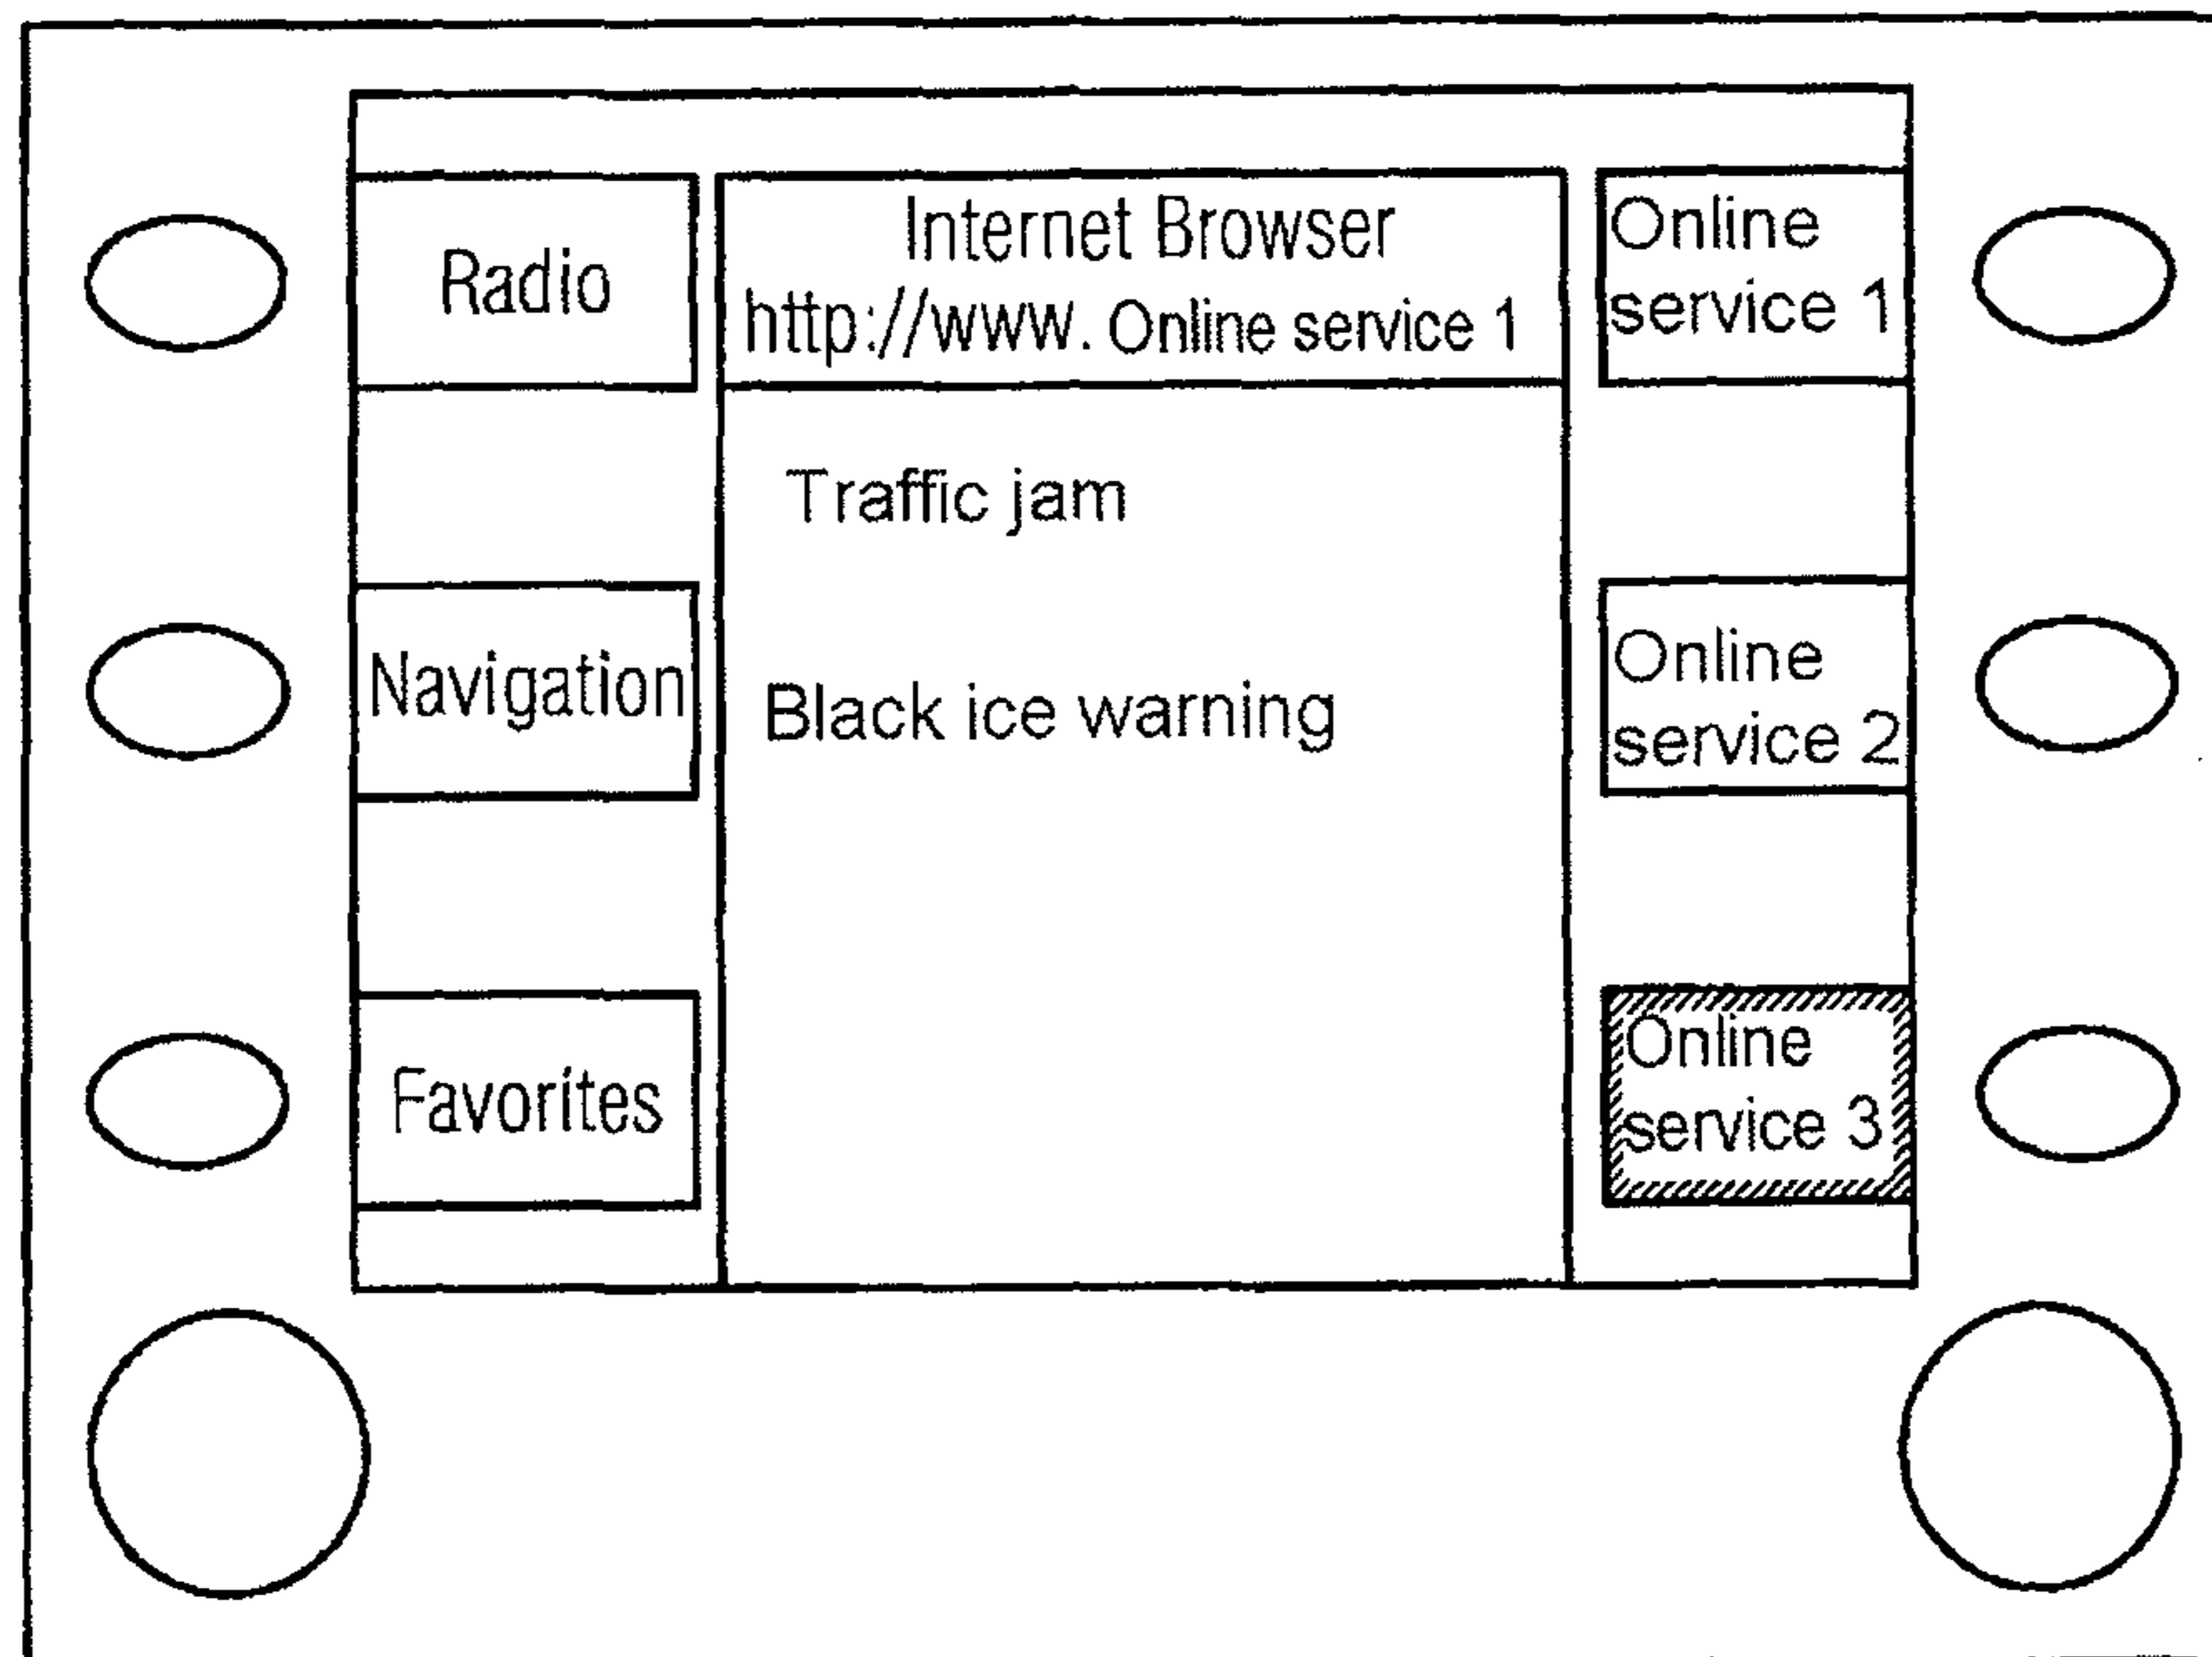 Radio
Internet Browser
http://www. Online service 1
Online
service 1
Traffic jam
Navigation
Black ice warning
Online
service 2
Favorites
Online
service 3